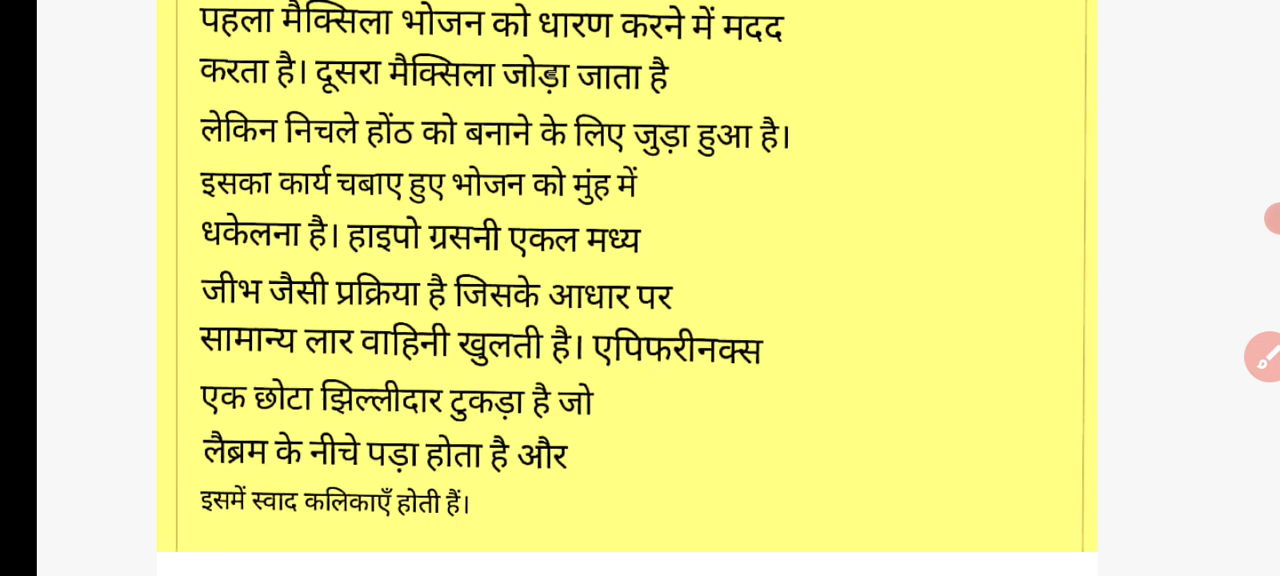 पहला मैक्सिला भोजन को धारण करने में मदद
करता है। दूसरा मैक्सिला जोड़ा जाता है
लेकिन निचले होंठ को बनाने के लिए जुड़ा हुआ है।
इसका कार्य चबाए हुए भोजन को मुंह में
धकेलना है। हाइपो ग्रसनी एकल मध्य
जीभ जैसी प्रक्रिया है जिसके आधार पर
सामान्य लार वाहिनी खुलती है। एपिफरीनक्स
एक छोटा झिल्लीदार टुकड़ा है जो
लैब्रम के नीचे पड़ा होता है और
इसमें स्वाद कलिकाएँ होती हैं।